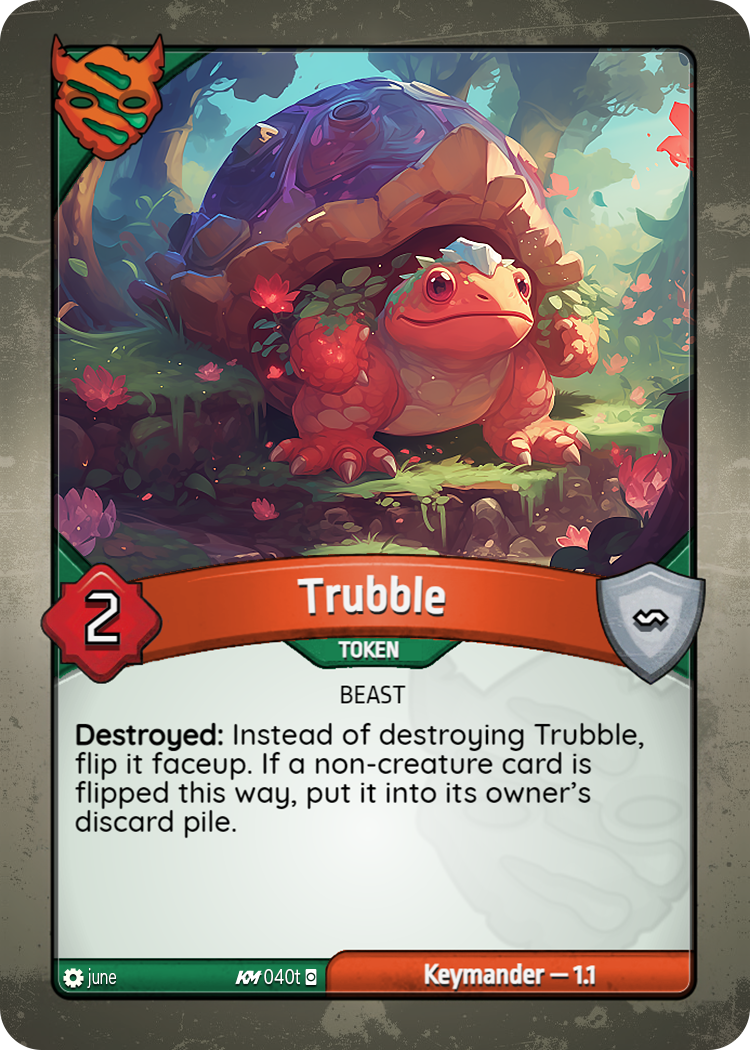 Trubble
2
~
TOKEN
BEAST
Destroyed: Instead of destroying Trubble,
flip it faceup. If a non-creature card is
flipped this way, put it into its owner’s
discard pile.
june
KM 040t
Keymander — 1.1